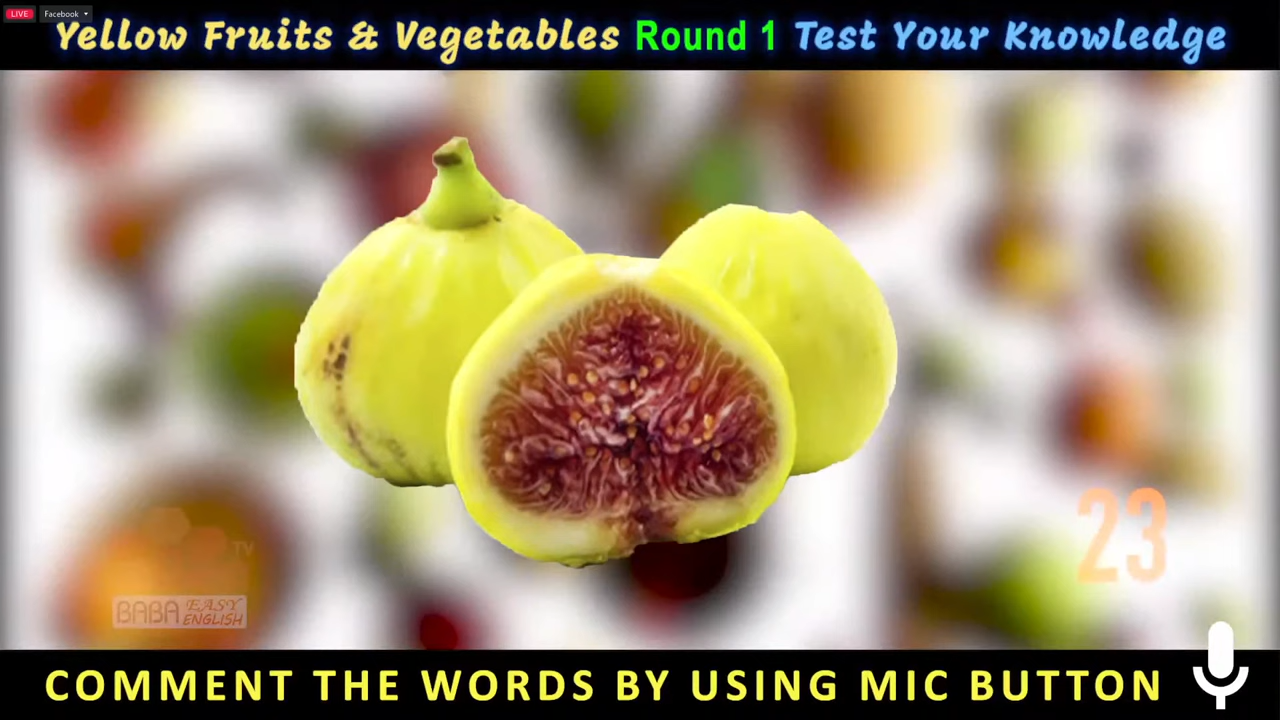 LIVE Facebook
Yellow Fruits & Vegetables Round 1 Test Your Knowledge
23
TV
BABA EASY ENGLISH
COMMENT THE WORDS BY USING MIC BUTTON